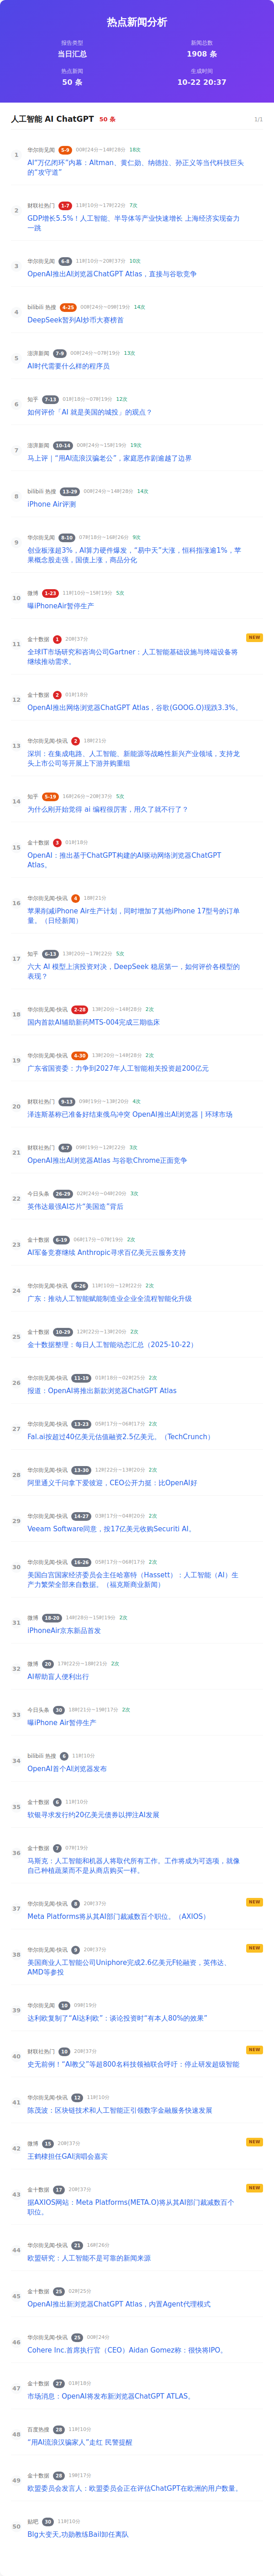 热点新闻分析
报告类型
新闻总数
当日汇总
1908 条
热点新闻
生成时间
50 条
10-22 20:37
人工智能 AI ChatGPT 50 条 1/1
1
华尔街见闻 5-9 00时24分~14时28分 18次
AI“万亿闭环”内幕：Altman、黄仁勋、纳德拉、孙正义等当代科技巨头
的“攻守道”
2
财联社热门 1-7 11时10分~17时22分 7次
GDP增长5.5%！人工智能、半导体等产业快速增长 上海经济实现奋力
一跳
3
华尔街见闻 6-8 11时10分~20时37分 10次
OpenAI推出AI浏览器ChatGPT Atlas，直接与谷歌竞争
4
bilibili 热搜 4-25 00时24分~09时19分 14次
DeepSeek暂列AI炒币大赛榜首
5
澎湃新闻 7-9 00时24分~07时19分 13次
AI时代需要什么样的程序员
6
知乎 7-13 01时18分~07时19分 12次
如何评价「AI 就是美国的城投」的观点？
7
澎湃新闻 10-14 00时24分~15时19分 19次
马上评｜“用AI流浪汉骗老公”，家庭恶作剧逾越了边界
8
bilibili 热搜 13-29 00时24分~14时28分 14次
iPhone Air评测
9
华尔街见闻 8-10 07时18分~16时26分 9次
创业板涨超3%，AI算力硬件爆发，“易中天”大涨，恒科指涨逾1%，苹
果概念股走强，国债上涨，商品分化
10
微博 1-23 11时10分~15时19分 5次
曝iPhoneAir暂停生产
11
金十数据 1 20时37分 NEW
全球IT市场研究和咨询公司Gartner：人工智能基础设施与终端设备将
继续推动需求。
12
金十数据 2 01时18分
OpenAI推出网络浏览器ChatGPT Atlas，谷歌(GOOG.O)现跌3.3%。
13
华尔街见闻-快讯 2 18时21分
深圳：在集成电路、人工智能、新能源等战略性新兴产业领域，支持龙
头上市公司等开展上下游并购重组
14
知乎 5-19 16时26分~20时37分 5次
为什么刚开始觉得 ai 编程很厉害，用久了就不行了？
15
金十数据 3 01时18分
OpenAI：推出基于ChatGPT构建的AI驱动网络浏览器ChatGPT
Atlas。
16
华尔街见闻-快讯 4 18时21分
苹果削减iPhone Air生产计划，同时增加了其他iPhone 17型号的订单
量。（日经新闻）
17
知乎 6-13 13时20分~17时22分 5次
六大 AI 模型上演投资对决，DeepSeek 稳居第一，如何评价各模型的
表现？
18
华尔街见闻-快讯 2-28 13时20分~14时28分 2次
国内首款AI辅助新药MTS-004完成三期临床
19
华尔街见闻-快讯 4-30 13时20分~14时28分 2次
广东省国资委：力争到2027年人工智能相关投资超200亿元
20
财联社热门 9-13 09时19分~13时20分 4次
泽连斯基称已准备好结束俄乌冲突 OpenAI推出AI浏览器 | 环球市场
21
财联社热门 6-7 09时19分~12时22分 3次
OpenAI推出AI浏览器Atlas 与谷歌Chrome正面竞争
22
今日头条 26-29 02时24分~04时20分 3次
英伟达最强AI芯片“美国造”背后
23
金十数据 6-19 06时17分~07时19分 2次
AI军备竞赛继续 Anthropic寻求百亿美元云服务支持
24
华尔街见闻-快讯 6-26 11时10分~12时22分 2次
广东：推动人工智能赋能制造业企业全流程智能化升级
25
金十数据 10-29 12时22分~13时20分 2次
金十数据整理：每日人工智能动态汇总（2025-10-22）
26
华尔街见闻-快讯 11-19 01时18分~02时25分 2次
报道：OpenAI将推出新款浏览器ChatGPT Atlas
27
华尔街见闻-快讯 13-23 05时17分~06时17分 2次
Fal.ai按超过40亿美元估值融资2.5亿美元。（TechCrunch）
28
华尔街见闻-快讯 13-30 12时22分~13时20分 2次
阿里通义千问拿下爱彼迎，CEO公开力挺：比OpenAI好
29
华尔街见闻-快讯 14-27 03时17分~04时20分 2次
Veeam Software同意，按17亿美元收购Securiti AI。
30
华尔街见闻-快讯 16-26 05时17分~06时17分 2次
美国白宫国家经济委员会主任哈塞特（Hassett）：人工智能（AI）生
产力繁荣全部来自数据。（福克斯商业新闻）
31
微博 18-20 14时28分~15时19分 2次
iPhoneAir京东新品首发
32
微博 20 17时22分~18时21分 2次
AI帮助盲人便利出行
33
今日头条 30 18时21分~19时17分 2次
曝iPhone Air暂停生产
34
bilibili 热搜 6 11时10分
OpenAI首个AI浏览器发布
35
金十数据 6 11时10分
软银寻求发行约20亿美元债券以押注AI发展
36
金十数据 7 07时19分
马斯克：人工智能和机器人将取代所有工作。工作将成为可选项，就像
自己种植蔬菜而不是从商店购买一样。
37
华尔街见闻-快讯 8 20时37分 NEW
Meta Platforms将从其AI部门裁减数百个职位。（AXIOS）
38
华尔街见闻-快讯 9 20时37分 NEW
美国商业人工智能公司Uniphore完成2.6亿美元F轮融资，英伟达、
AMD等参投
39
华尔街见闻 10 09时19分
达利欧复制了“AI达利欧”：谈论投资时“有本人80%的效果”
40
财联社热门 10 20时37分 NEW
史无前例！“AI教父”等超800名科技领袖联合呼吁：停止研发超级智能
41
华尔街见闻-快讯 12 11时10分
陈茂波：区块链技术和人工智能正引领数字金融服务快速发展
42
微博 15 20时37分 NEW
王鹤棣担任GAI演唱会嘉宾
43
金十数据 17 20时37分 NEW
据AXIOS网站：Meta Platforms(META.O)将从其AI部门裁减数百个
职位。
44
华尔街见闻-快讯 21 16时26分
欧盟研究：人工智能不是可靠的新闻来源
45
金十数据 25 02时25分
OpenAI推出新浏览器ChatGPT Atlas，内置Agent代理模式
46
华尔街见闻-快讯 25 00时24分
Cohere Inc.首席执行官（CEO）Aidan Gomez称：很快将IPO。
47
金十数据 27 01时18分
市场消息：OpenAI将发布新浏览器ChatGPT ATLAS。
48
百度热搜 28 11时10分
“用AI流浪汉骗家人”走红 民警提醒
49
金十数据 28 19时17分
欧盟委员会发言人：欧盟委员会正在评估ChatGPT在欧洲的用户数量。
50
贴吧 30 11时10分
Blg大变天,功勋教练Bail卸任离队